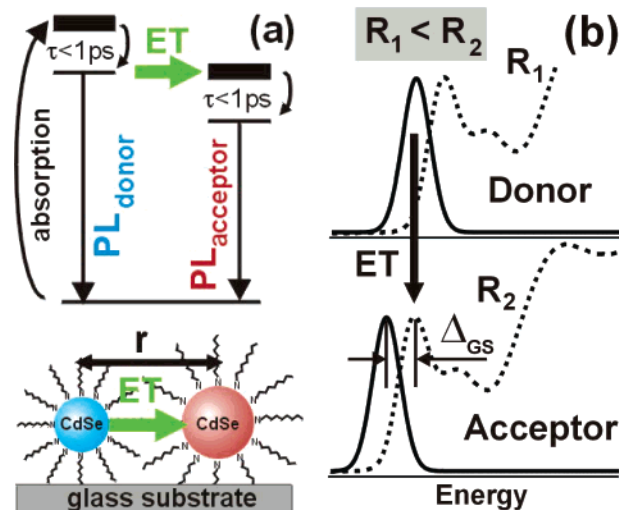 (a)
ET
τ<1ps
τ<1ps
absorption
PLdonor
PLacceptor
r
ET
CdSe
CdSe
N N N N N N N N
N N N N N N N N
glass substrate
(b)
R1 < R2
R1
Donor
ET
R2
ΔGS
Acceptor
Energy